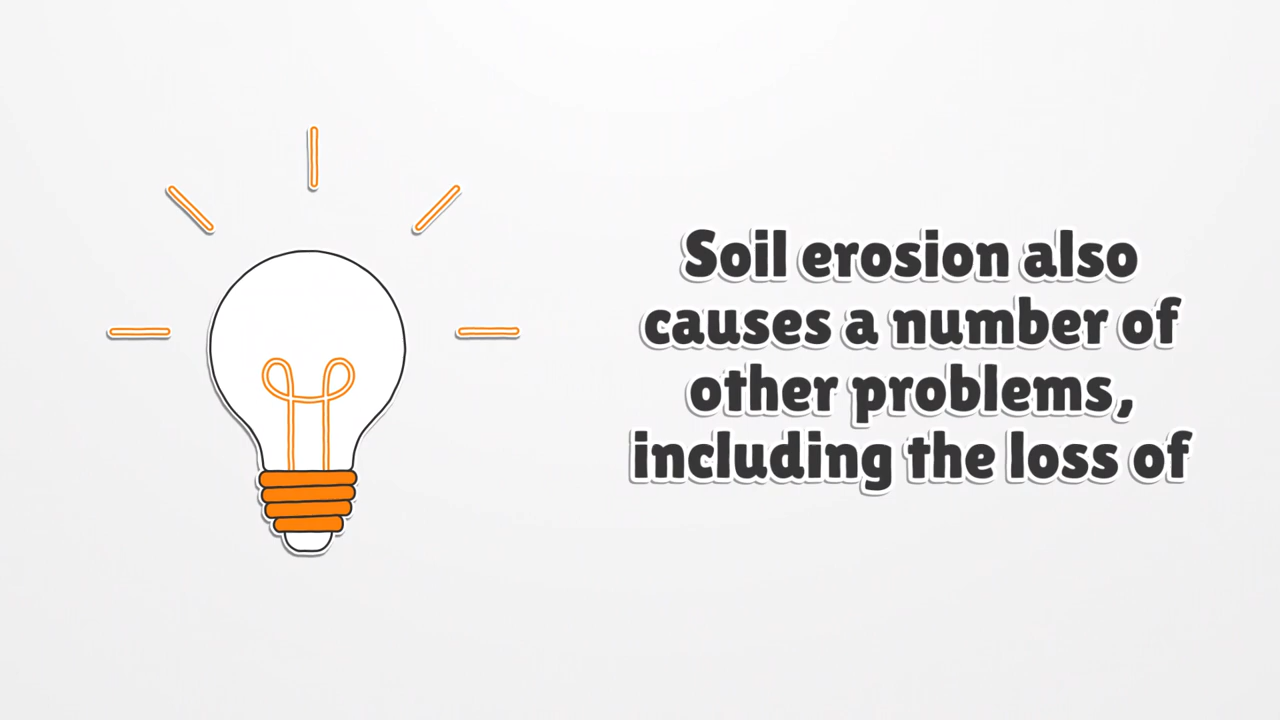 Soil erosion also
causes a number of
other problems,
including the loss of